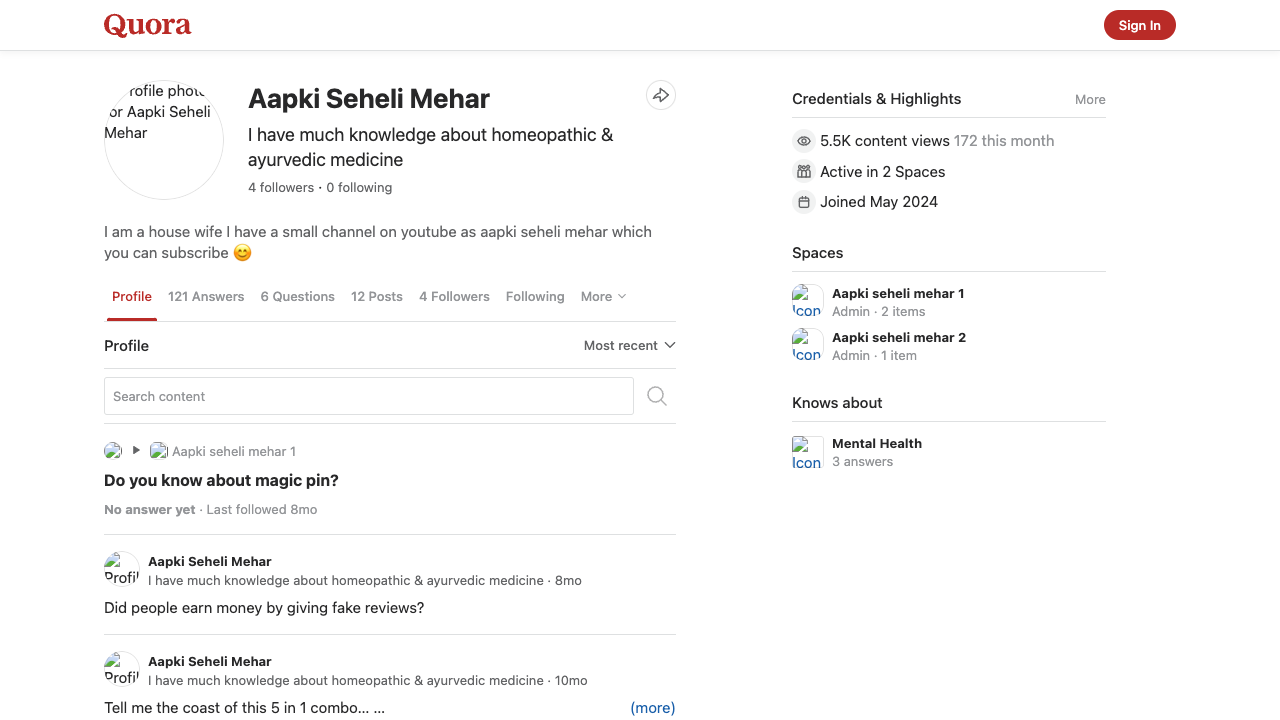 Quora
Sign In
rofile photo
or Aapki Seheli
Mehar
Aapki Seheli Mehar
I have much knowledge about homeopathic &
ayurvedic medicine
4 followers · 0 following
I am a house wife I have a small channel on youtube as aapki seheli mehar which
you can subscribe 😊
Profile
121 Answers
6 Questions
12 Posts
4 Followers
Following
More
Profile
Most recent
Search content
Aapki seheli mehar 1
Do you know about magic pin?
No answer yet · Last followed 8mo
Profil
Aapki Seheli Mehar
I have much knowledge about homeopathic & ayurvedic medicine · 8mo
Did people earn money by giving fake reviews?
Profil
Aapki Seheli Mehar
I have much knowledge about homeopathic & ayurvedic medicine · 10mo
Tell me the coast of this 5 in 1 combo... ...
(more)
Credentials & Highlights
More
5.5K content views 172 this month
Active in 2 Spaces
Joined May 2024
Spaces
Icon
Aapki seheli mehar 1
Admin · 2 items
Icon
Aapki seheli mehar 2
Admin · 1 item
Knows about
Icon
Mental Health
3 answers